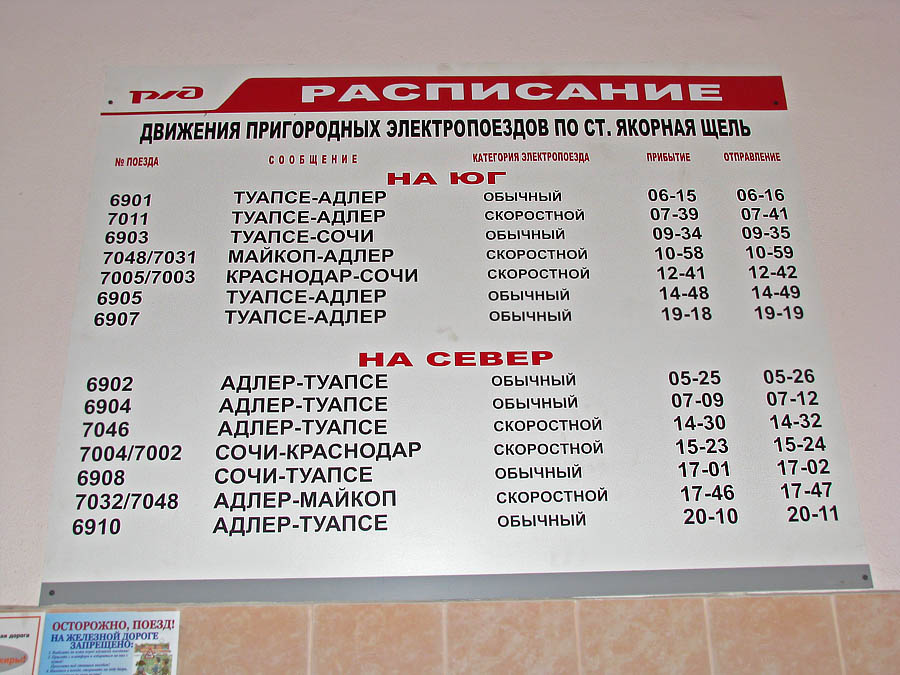 РЖД РАСПИСАНИЕ
ДВИЖЕНИЯ ПРИГОРОДНЫХ ЭЛЕКТРОПОЕЗДОВ ПО СТ. ЯКОРНАЯ ЩЕЛЬ
№ ПОЕЗДА СООБЩЕНИЕ КАТЕГОРИЯ ЭЛЕКТРОПОЕЗДА ПРИБЫТИЕ ОТПРАВЛЕНИЕ
НА ЮГ
6901 ТУАПСЕ-АДЛЕР ОБЫЧНЫЙ 06-15 06-16
7011 ТУАПСЕ-АДЛЕР СКОРОСТНОЙ 07-39 07-41
6903 ТУАПСЕ-СОЧИ ОБЫЧНЫЙ 09-34 09-35
7048/7031 МАЙКОП-АДЛЕР СКОРОСТНОЙ 10-58 10-59
7005/7003 КРАСНОДАР-СОЧИ СКОРОСТНОЙ 12-41 12-42
6905 ТУАПСЕ-АДЛЕР ОБЫЧНЫЙ 14-48 14-49
6907 ТУАПСЕ-АДЛЕР ОБЫЧНЫЙ 19-18 19-19
НА СЕВЕР
6902 АДЛЕР-ТУАПСЕ ОБЫЧНЫЙ 05-25 05-26
6904 АДЛЕР-ТУАПСЕ ОБЫЧНЫЙ 07-09 07-12
7046 АДЛЕР-ТУАПСЕ СКОРОСТНОЙ 14-30 14-32
7004/7002 СОЧИ-КРАСНОДАР СКОРОСТНОЙ 15-23 15-24
6908 СОЧИ-ТУАПСЕ ОБЫЧНЫЙ 17-01 17-02
7032/7048 АДЛЕР-МАЙКОП СКОРОСТНОЙ 17-46 17-47
6910 АДЛЕР-ТУАПСЕ ОБЫЧНЫЙ 20-10 20-11
дорога
ОСТОРОЖНО, ПОЕЗД!
НА ЖЕЛЕЗНОЙ ДОРОГЕ
ЗАПРЕЩЕНО: